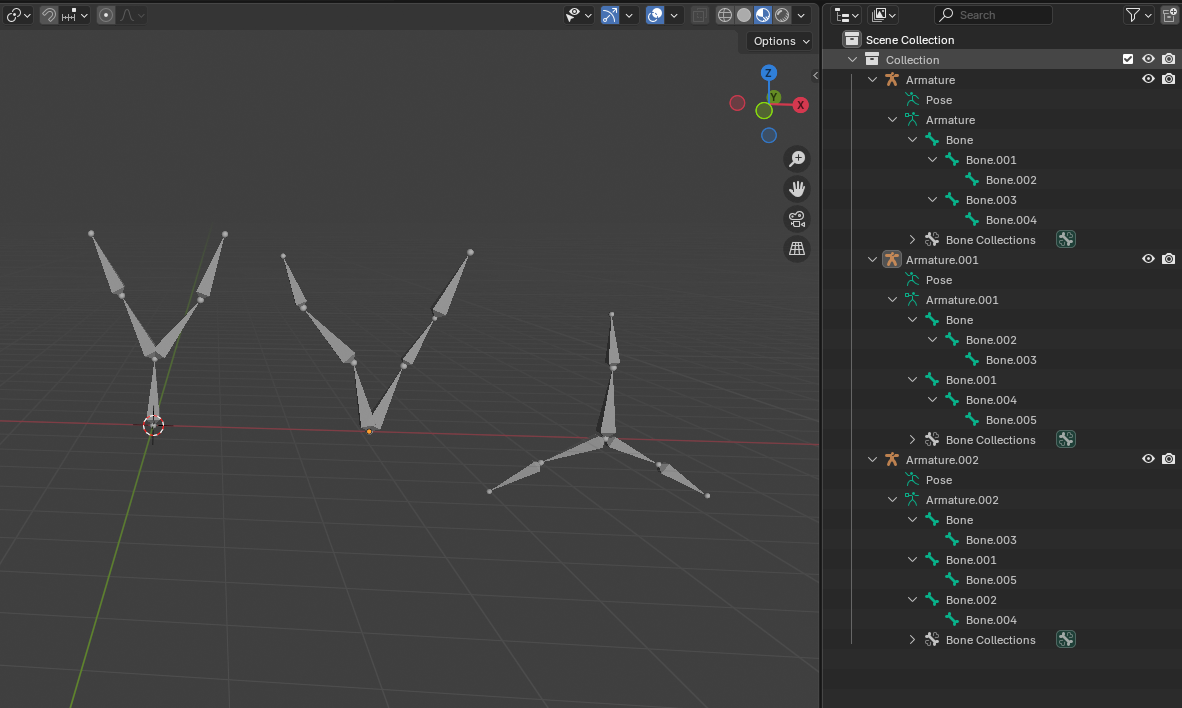 Options
Z
Y
X
Search
Scene Collection
Collection
Armature
Pose
Armature
Bone
Bone.001
Bone.002
Bone.003
Bone.004
Bone Collections
Armature.001
Pose
Armature.001
Bone
Bone.002
Bone.003
Bone.001
Bone.004
Bone.005
Bone Collections
Armature.002
Pose
Armature.002
Bone
Bone.003
Bone.001
Bone.005
Bone.002
Bone.004
Bone Collections